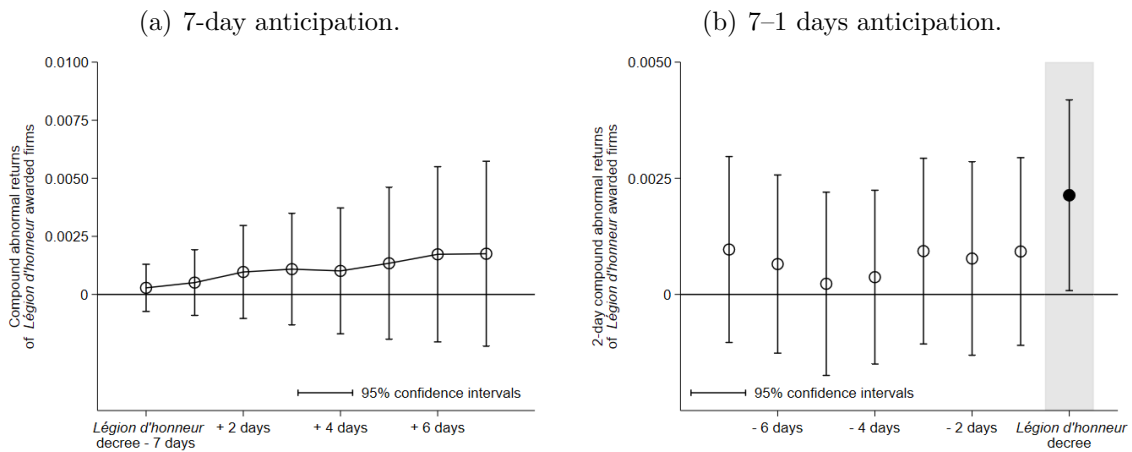 (a) 7-day anticipation.
0.0100
0.0075
0.0050
0.0025
0
Compound abnormal returns
of Légion d'honneur awarded firms
95% confidence intervals
Légion d'honneur
decree - 7 days
+ 2 days
+ 4 days
+ 6 days
(b) 7–1 days anticipation.
0.0050
0.0025
0
2-day compound abnormal returns
of Légion d'honneur awarded firms
95% confidence intervals
- 6 days
- 4 days
- 2 days
Légion d'honneur
decree